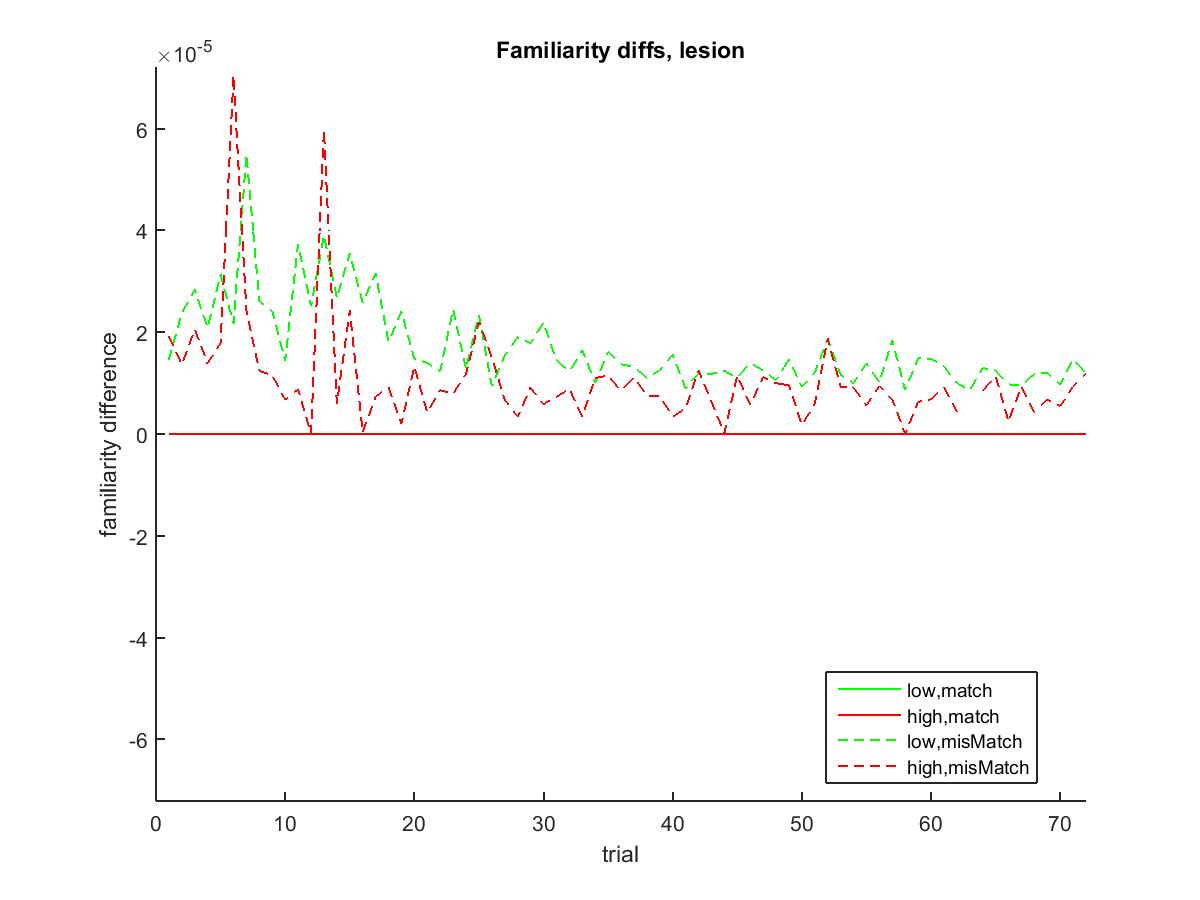 ×10-5
Familiarity diffs, lesion
6
4
2
0
-2
-4
-6
familiarity difference
low,match
high,match
low,misMatch
high,misMatch
0 10 20 30 40 50 60 70
trial